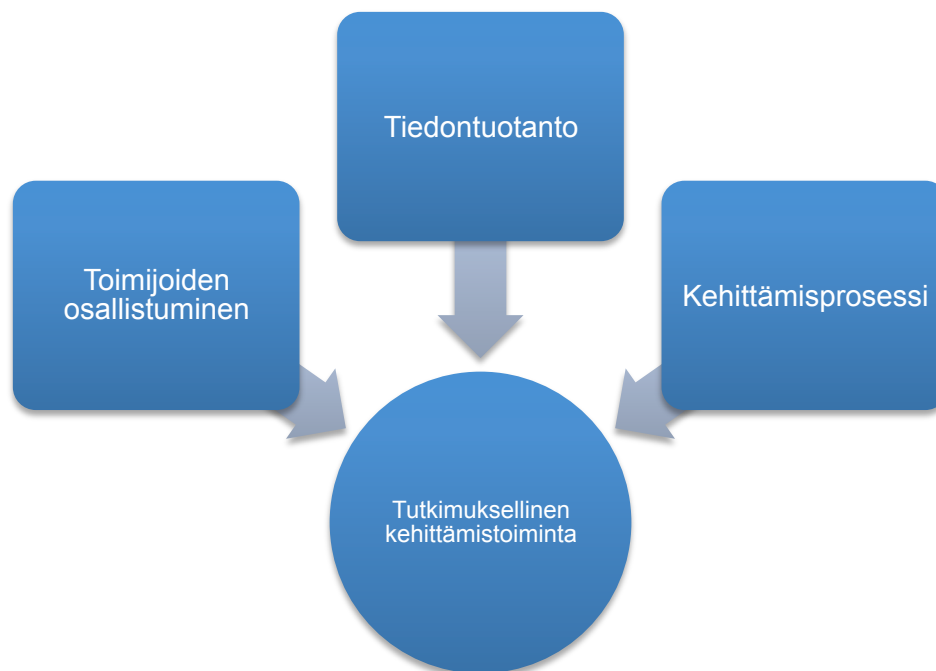 Tiedontuotanto
Toimijoiden
osallistuminen
Kehittämisprosessi
Tutkimuksellinen
kehittämistoiminta